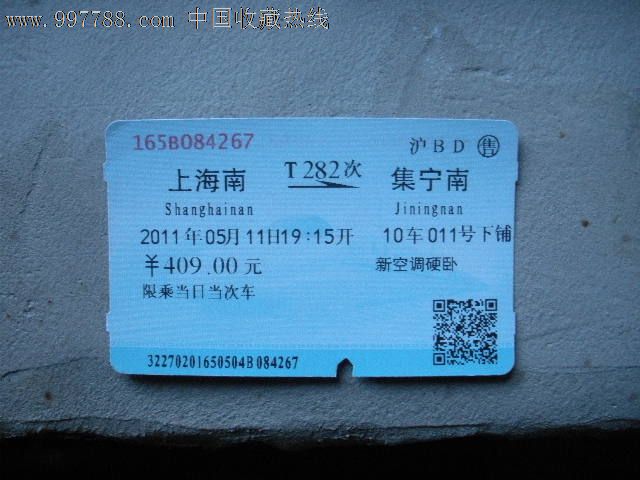 www.997788.com 中国收藏热线
165B084267 沪BD 售
上海南 T282次 集宁南
Shanghainan Jiningnan
2011年05月11日19:15开 10车011号下铺
￥409.00元 新空调硬卧
限乘当日当次车
32270201650504B084267